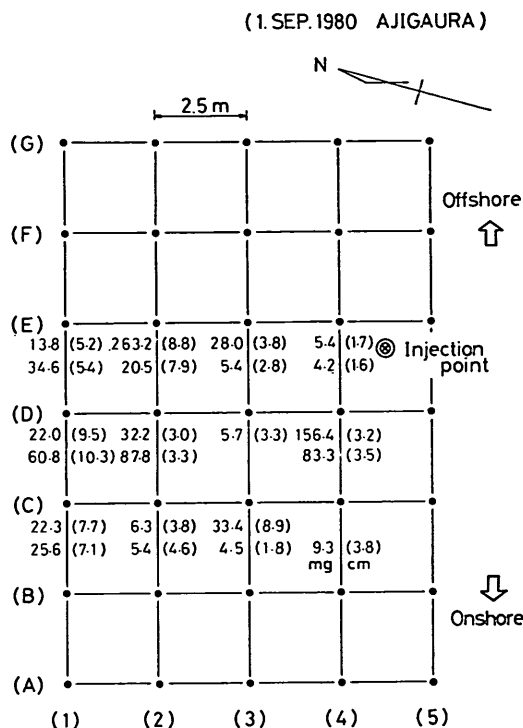 (1. SEP. 1980 AJIGAURA)
N
2.5 m
(G)
Offshore
(F)
(E)
13.8 (5.2) 263.2 (8.8) 28.0 (3.8) 5.4 (1.7) Injection
34.6 (5.4) 20.5 (7.9) 5.4 (2.8) 4.2 (1.6) point
(D)
22.0 (9.5) 32.2 (3.0) 5.7 (3.3) 156.4 (3.2)
60.8 (10.3) 87.8 (3.3) 83.3 (3.5)
(C)
22.3 (7.7) 6.3 (3.8) 33.4 (8.9)
25.6 (7.1) 5.4 (4.6) 4.5 (1.8) 9.3 (3.8)
mg cm
(B)
Onshore
(A)
(1) (2) (3) (4) (5)